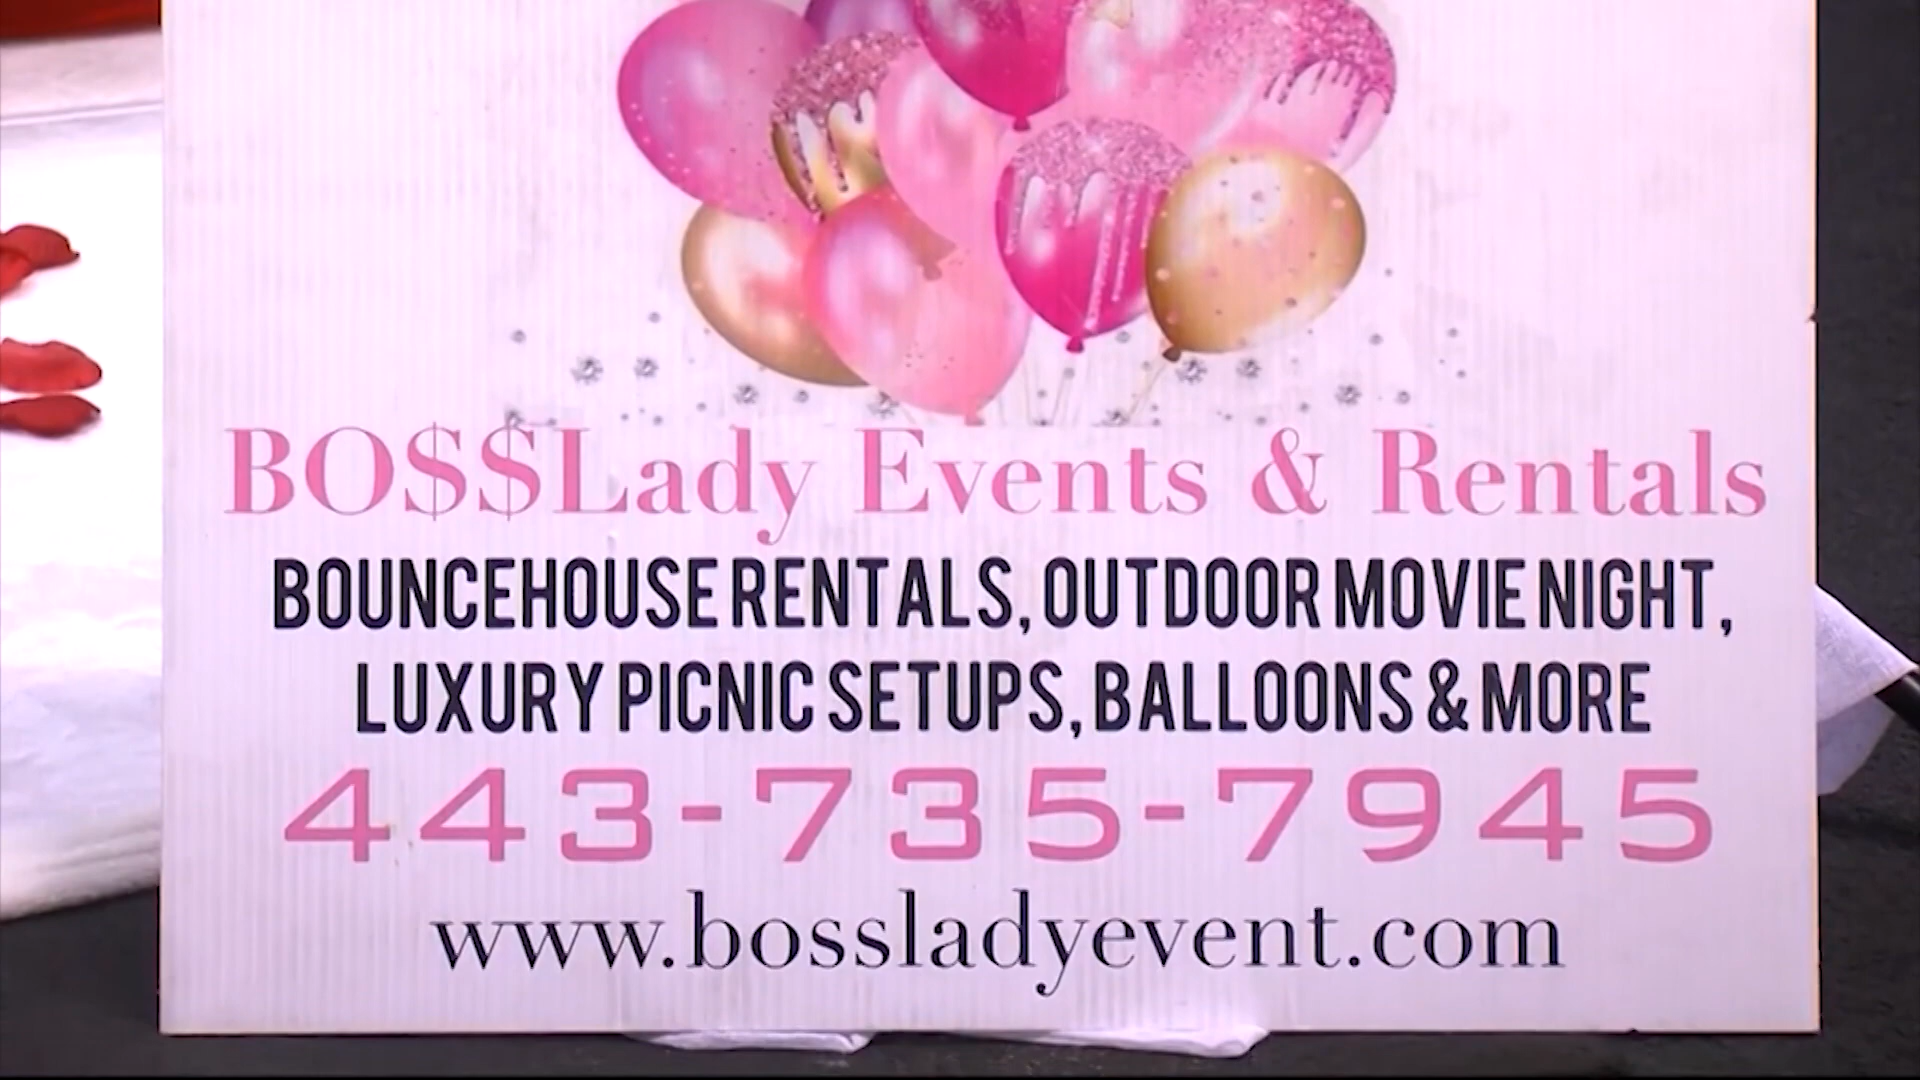 BO$$Lady Events & Rentals
BOUNCEHOUSE RENTALS, OUTDOOR MOVIE NIGHT,
LUXURY PICNIC SETUPS, BALLOONS & MORE
443-735-7945
www.bossladyevent.com